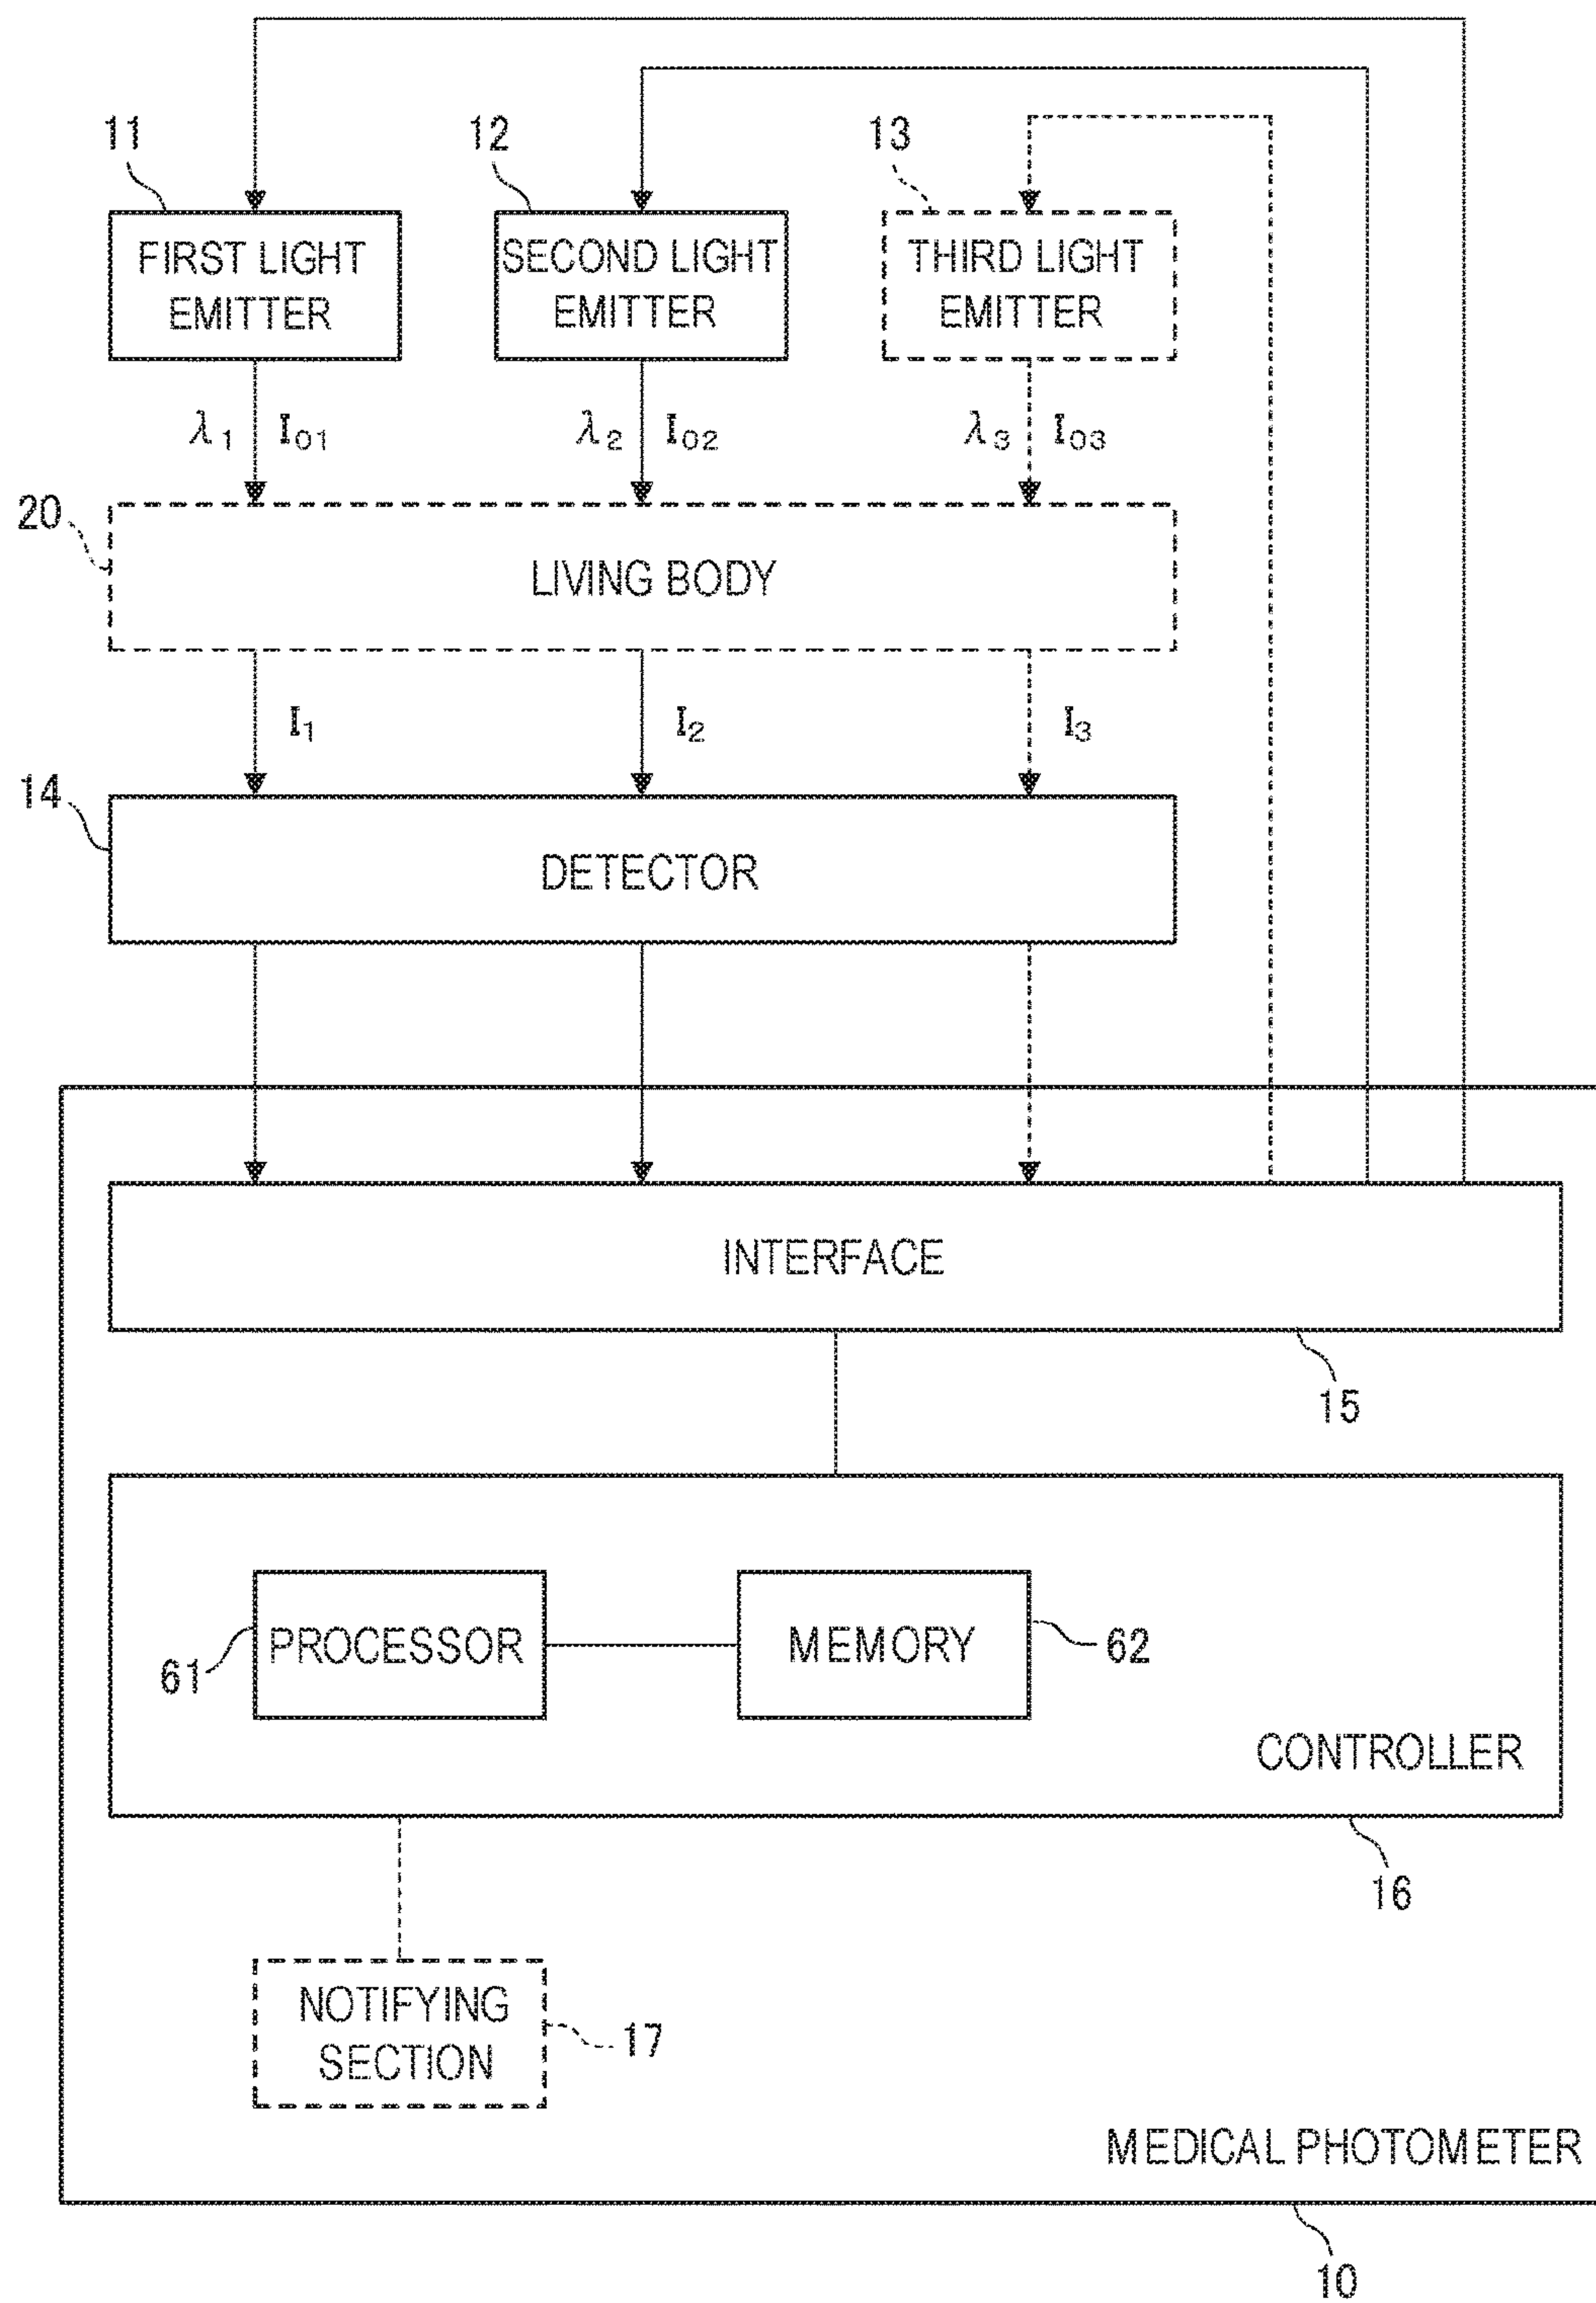 11
12
13
FIRST LIGHT
EMITTER
SECOND LIGHT
EMITTER
THIRD LIGHT
EMITTER
λ1 I01
λ2 I02
λ3 I03
20
LIVING BODY
I1
I2
I3
14
DETECTOR
INTERFACE
15
61
PROCESSOR
MEMORY
62
CONTROLLER
16
NOTIFYING
SECTION
17
MEDICAL PHOTOMETER
10